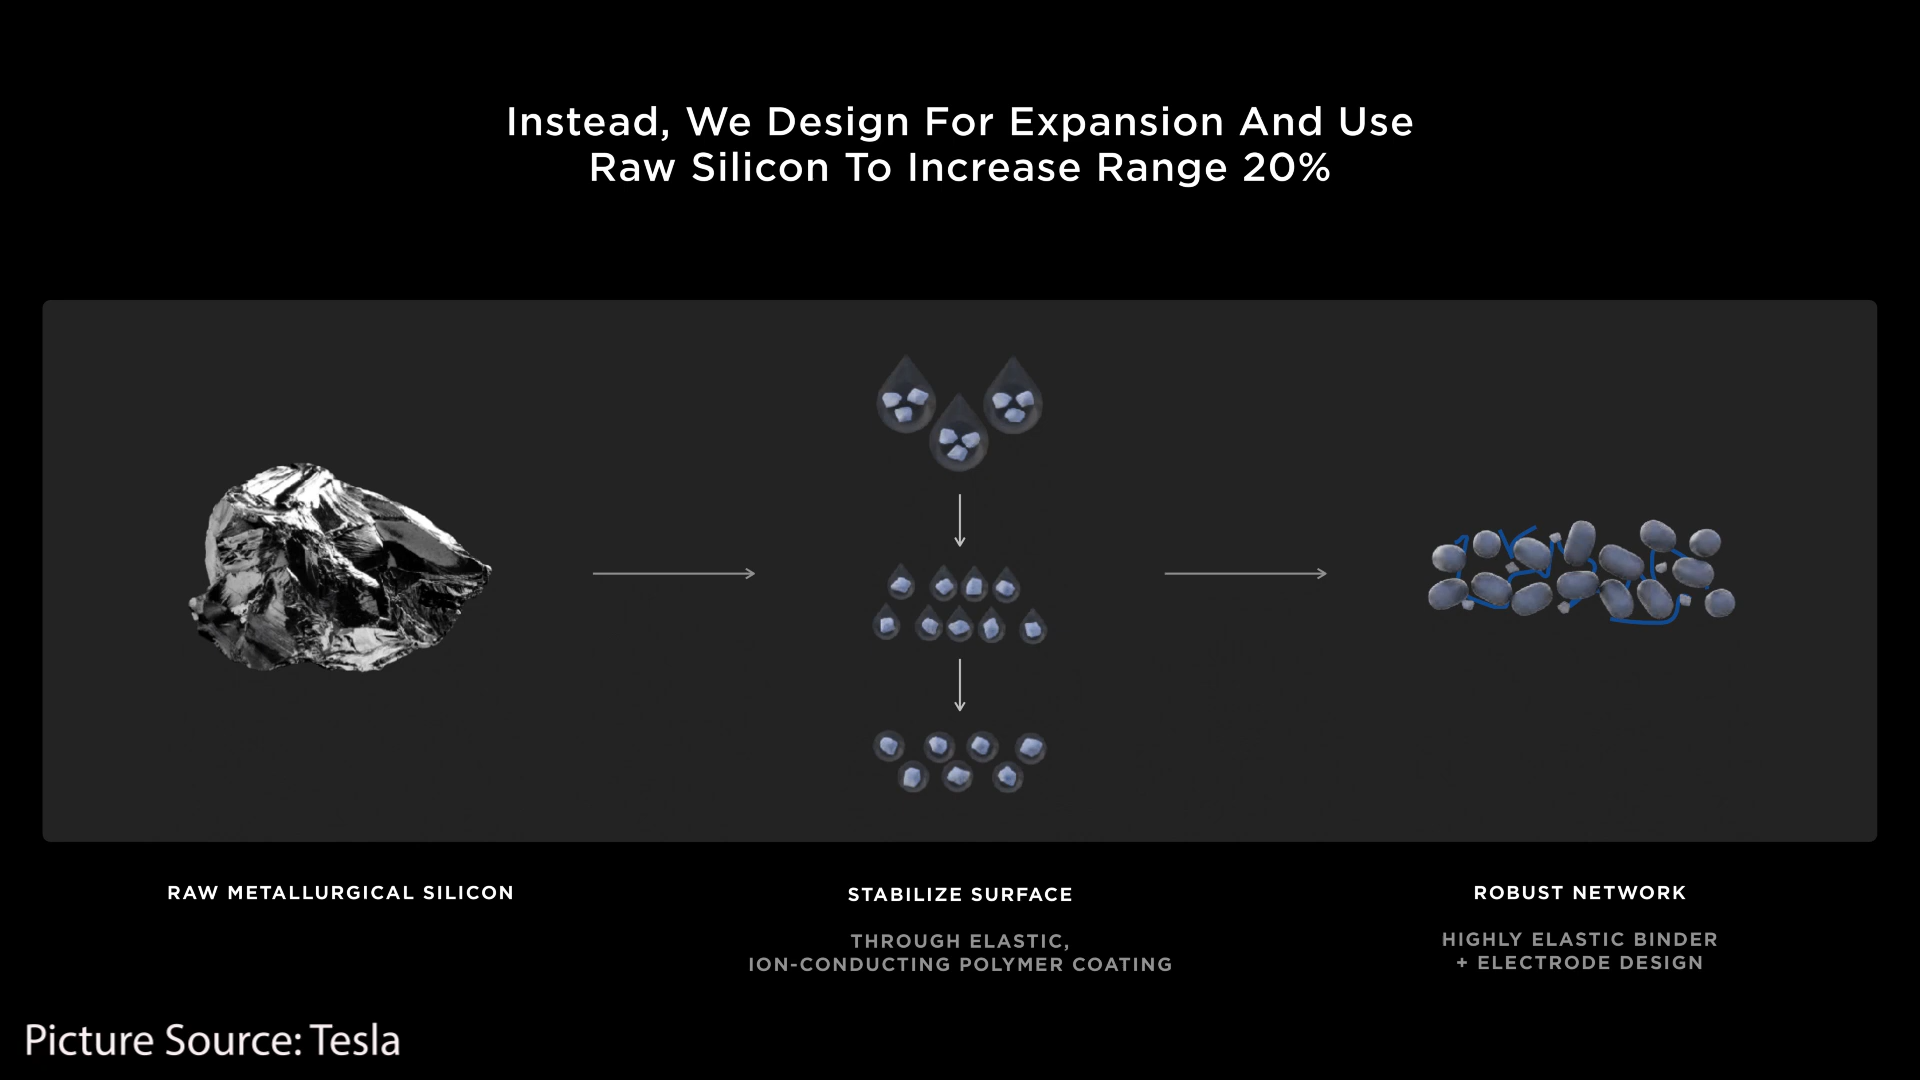 Instead, We Design For Expansion And Use
Raw Silicon To Increase Range 20%
RAW METALLURGICAL SILICON
STABILIZE SURFACE
THROUGH ELASTIC,
ION-CONDUCTING POLYMER COATING
ROBUST NETWORK
HIGHLY ELASTIC BINDER
+ ELECTRODE DESIGN
Picture Source: Tesla